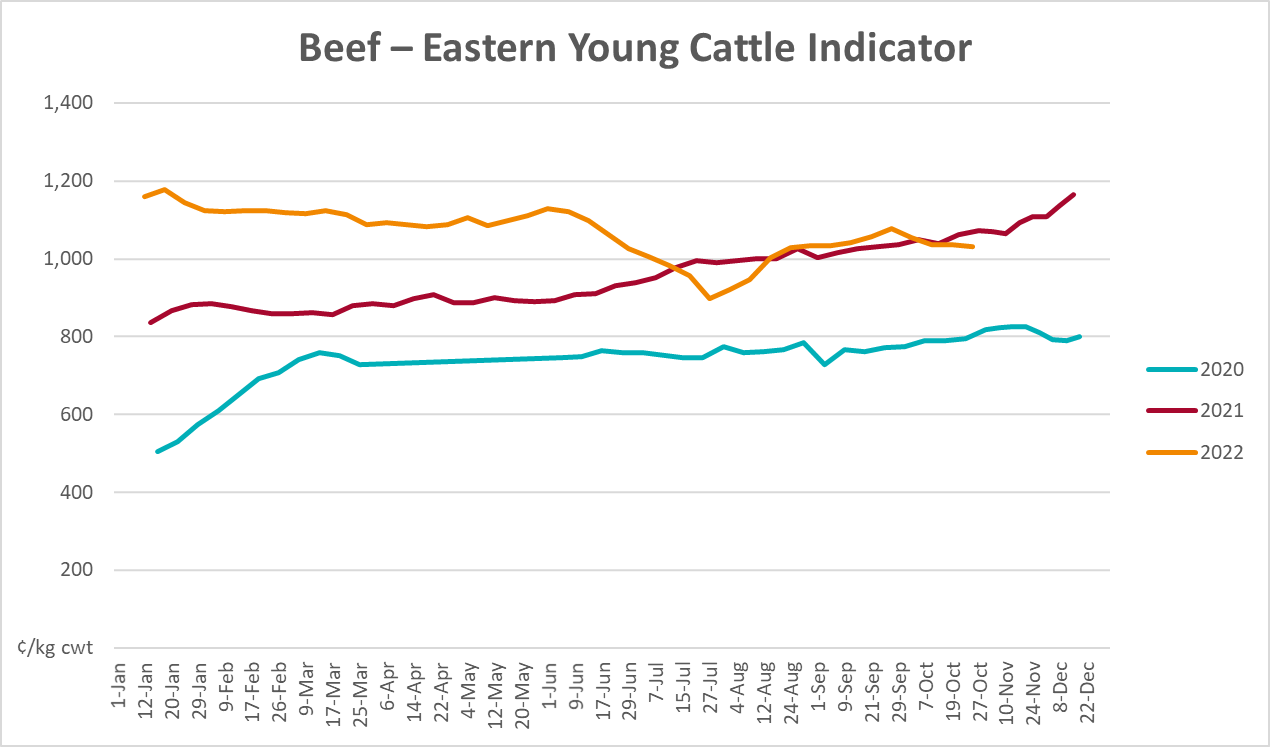 Beef – Eastern Young Cattle Indicator
1,400
1,200
1,000
800
600
400
200
¢/kg cwt
1-Jan
12-Jan
20-Jan
29-Jan
9-Feb
17-Feb
26-Feb
9-Mar
17-Mar
25-Mar
6-Apr
14-Apr
22-Apr
4-May
12-May
20-May
1-Jun
9-Jun
17-Jun
29-Jun
7-Jul
15-Jul
27-Jul
4-Aug
12-Aug
24-Aug
1-Sep
9-Sep
21-Sep
29-Sep
7-Oct
19-Oct
27-Oct
10-Nov
24-Nov
8-Dec
22-Dec
2020
2021
2022